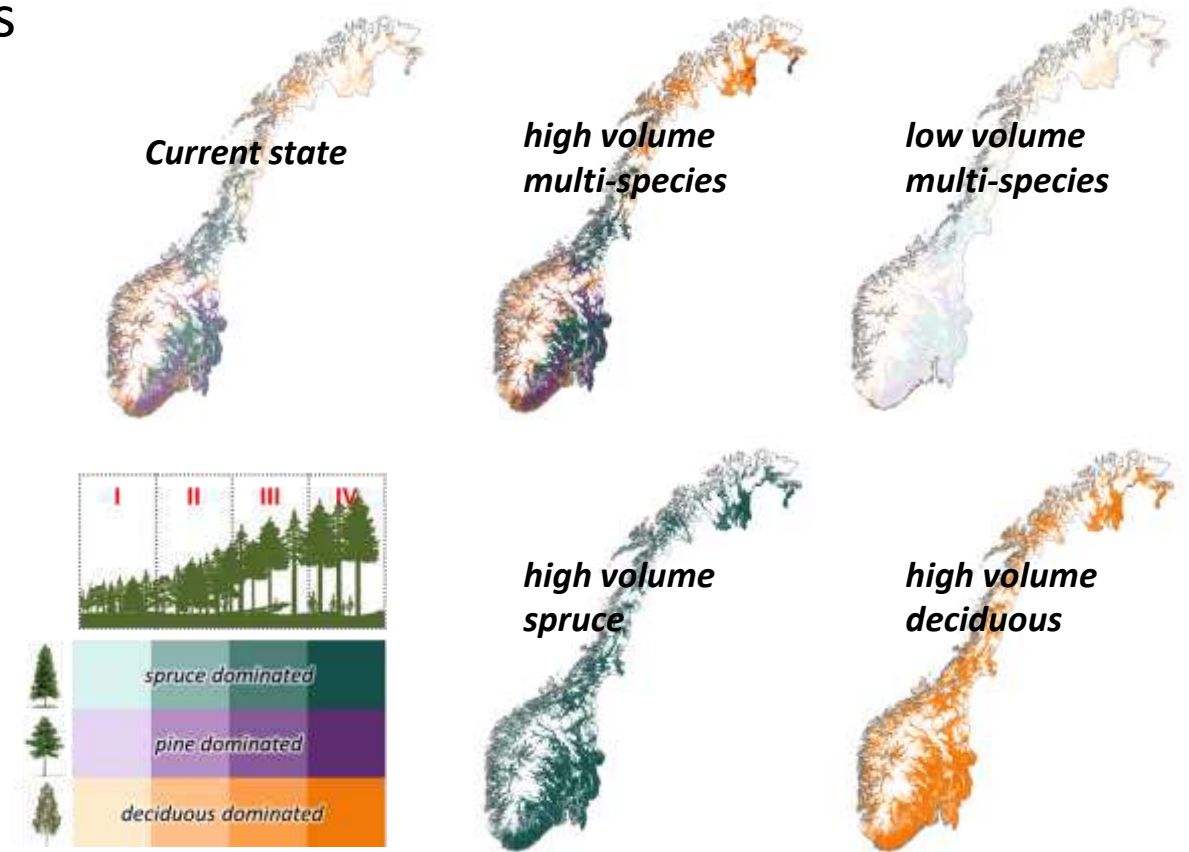 s
Current state
high volume
multi-species
low volume
multi-species
I II III IV
high volume
spruce
high volume
deciduous
spruce dominated
pine dominated
deciduous dominated